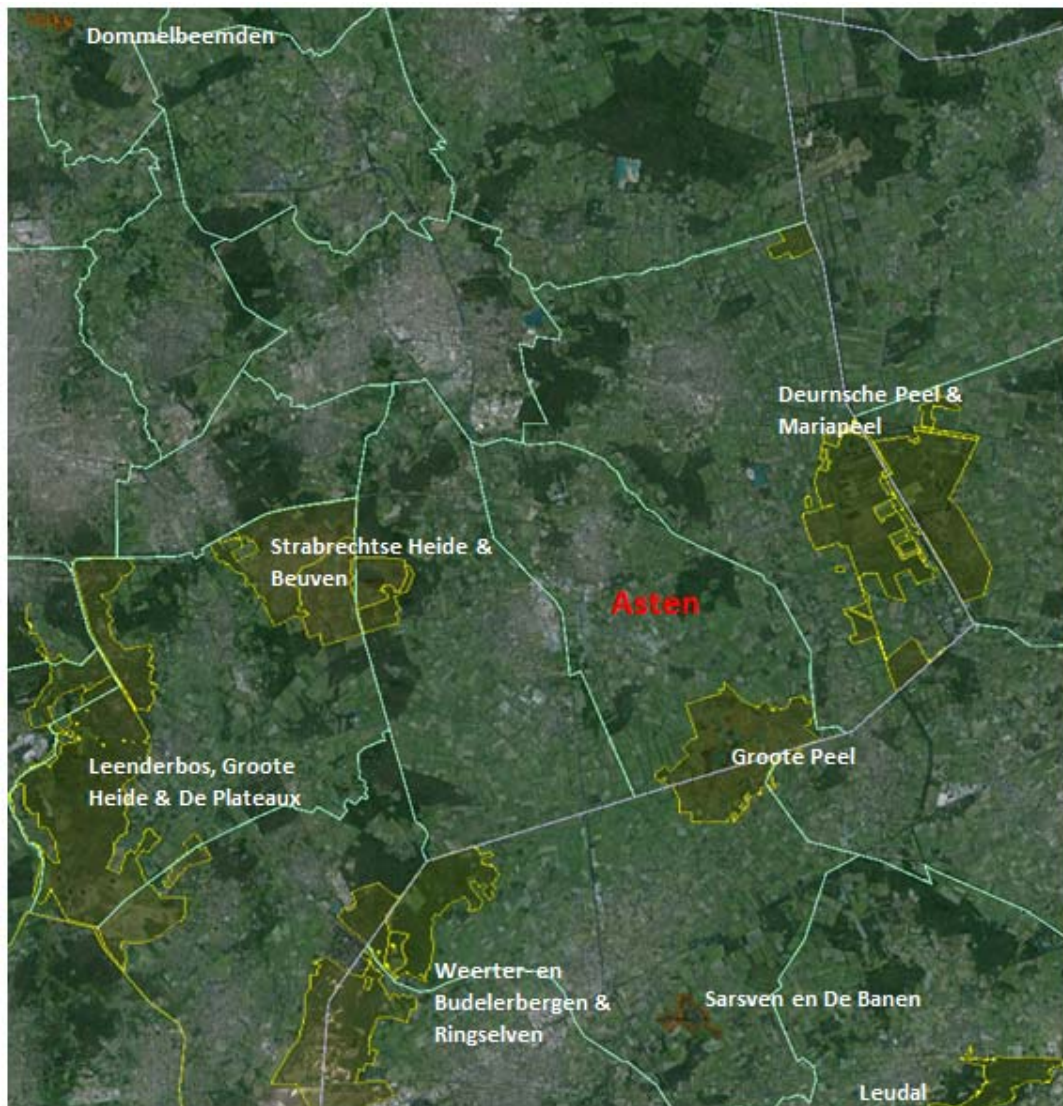 Dommelbeemden
Deurnsche Peel &
Mariapeel
Strabrechtse Heide &
Beuven
Asten
Leenderbos, Groote
Heide & De Plateaux
Groote Peel
Weerter-en
Budelerbergen &
Ringselven
Sarsven en De Banen
Leudal